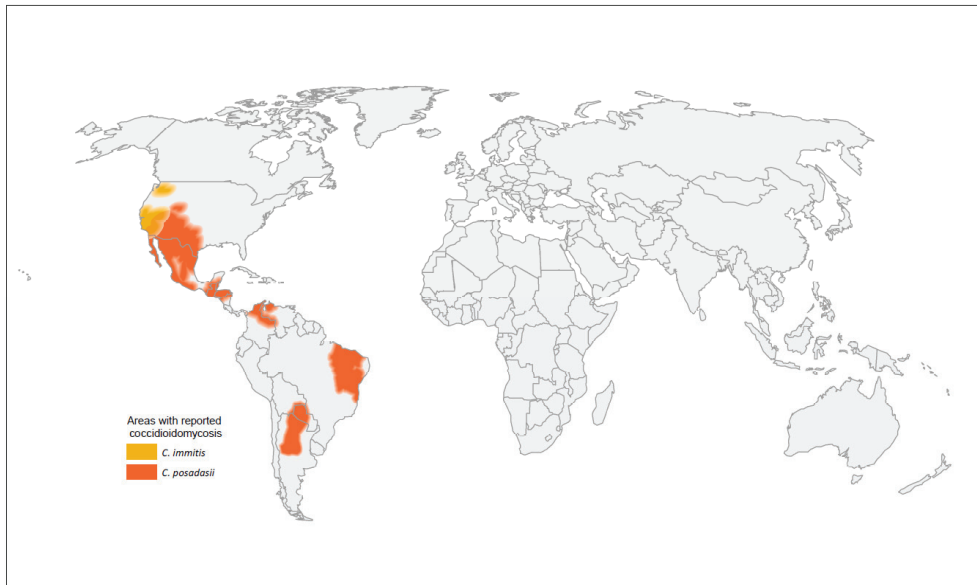 Areas with reported
coccidioidomycosis
C. immitis
C. posadasii